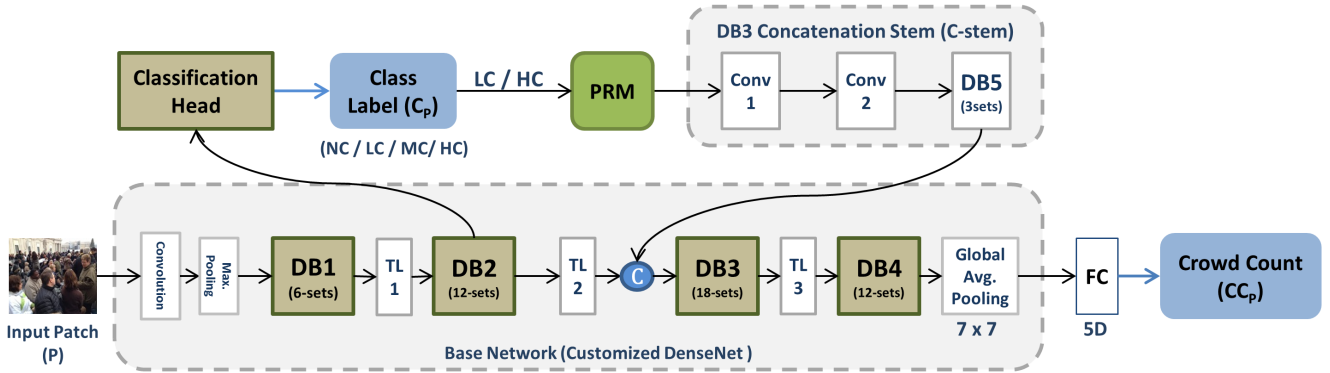 DB3 Concatenation Stem (C-stem)
Classification
Head
Class
Label (CP)
(NC / LC / MC/ HC)
LC / HC
PRM
Conv
1
Conv
2
DB5
(3sets)
Input Patch
(P)
Convolution
Max.
Pooling
DB1
(6-sets)
TL
1
DB2
(12-sets)
TL
2
C
DB3
(18-sets)
TL
3
DB4
(12-sets)
Global
Avg.
Pooling
7 x 7
FC
5D
Crowd Count
(CCP)
Base Network (Customized DenseNet )